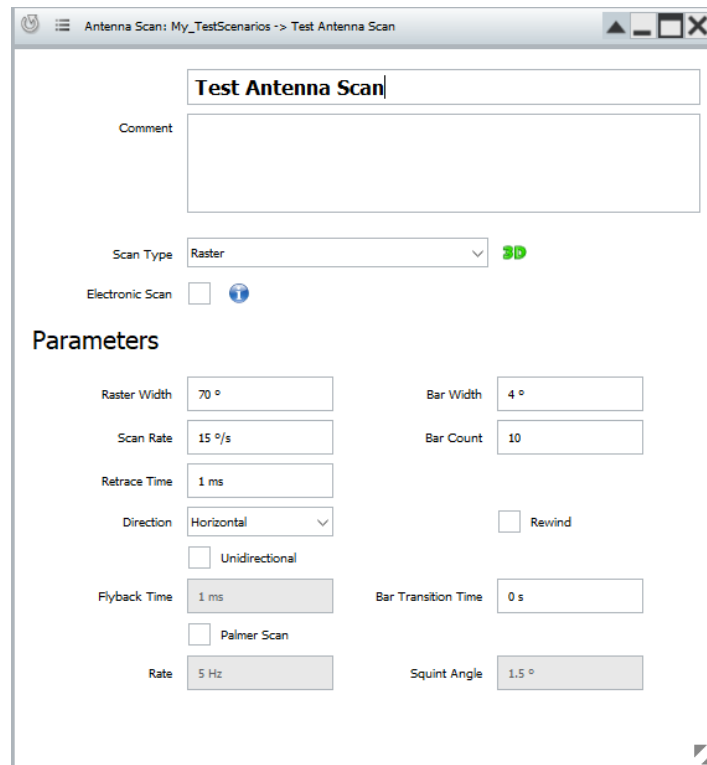 Antenna Scan: My_TestScenarios -> Test Antenna Scan
Test Antenna Scan
Comment
Scan Type Raster 3D
Electronic Scan i
Parameters
Raster Width 70 ° Bar Width 4 °
Scan Rate 15 °/s Bar Count 10
Retrace Time 1 ms
Direction Horizontal Rewind
Unidirectional
Flyback Time 1 ms Bar Transition Time 0 s
Palmer Scan
Rate 5 Hz Squint Angle 1.5 °